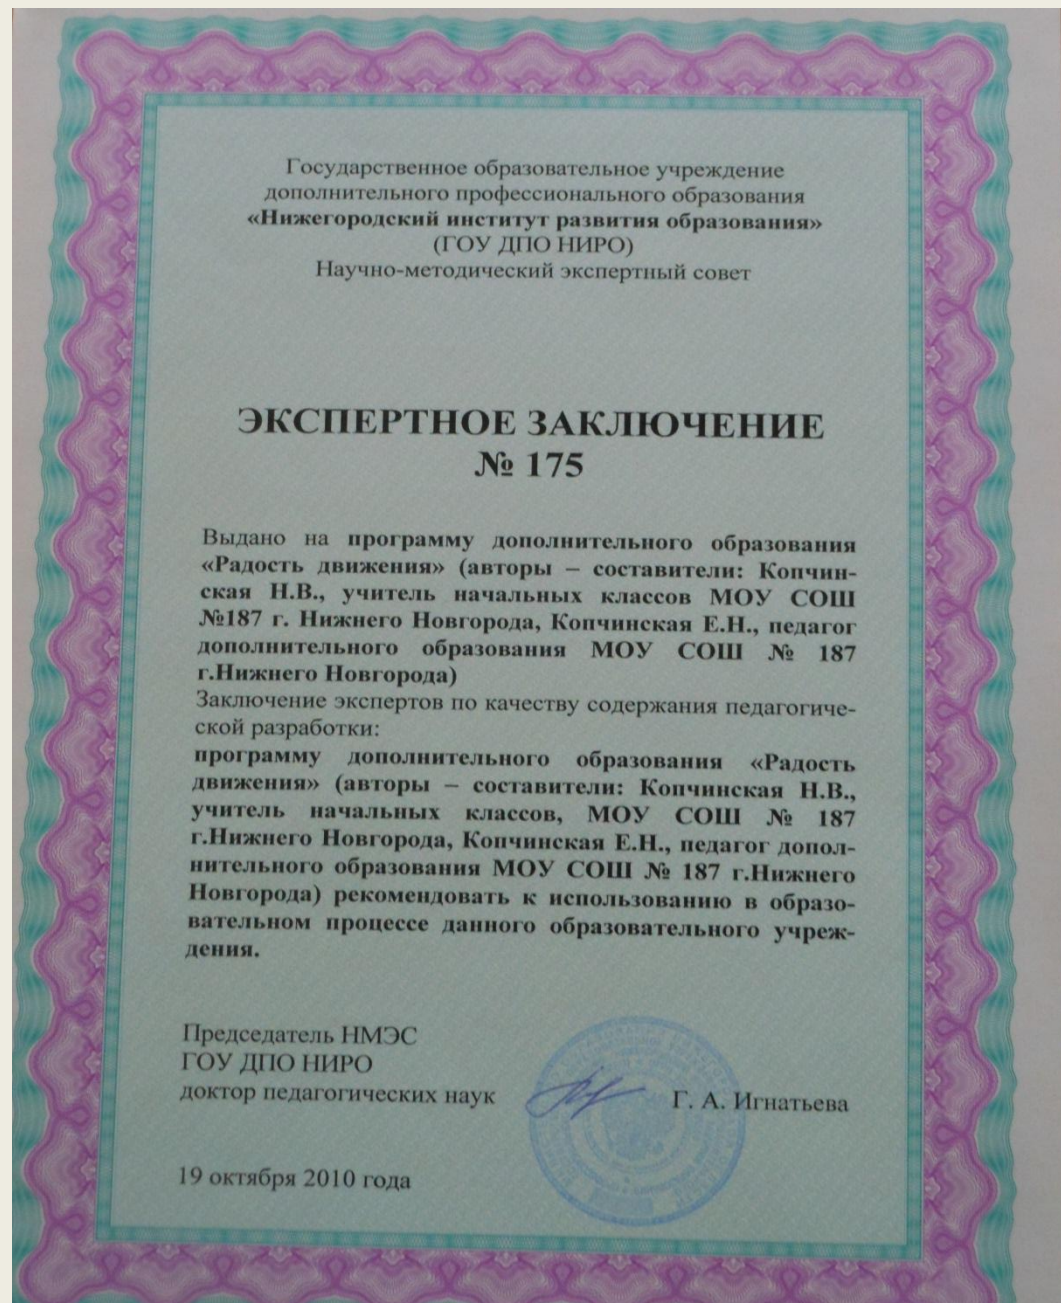 Государственное образовательное учреждение
дополнительного профессионального образования
«Нижегородский институт развития образования»
(ГОУ ДПО НИРО)
Научно-методический экспертный совет
ЭКСПЕРТНОЕ ЗАКЛЮЧЕНИЕ
№ 175
Выдано на программу дополнительного образования
«Радость движения» (авторы – составители: Копчин-
ская Н.В., учитель начальных классов МОУ СОШ
№187 г. Нижнего Новгорода, Копчинская Е.Н., педагог
дополнительного образования МОУ СОШ № 187
г.Нижнего Новгорода)
Заключение экспертов по качеству содержания педагогиче-
ской разработки:
программу дополнительного образования «Радость
движения» (авторы – составители: Копчинская Н.В.,
учитель начальных классов, МОУ СОШ № 187
г.Нижнего Новгорода, Копчинская Е.Н., педагог допол-
нительного образования МОУ СОШ № 187 г.Нижнего
Новгорода) рекомендовать к использованию в образо-
вательном процессе данного образовательного учреж-
дения.
Председатель НМЭС
ГОУ ДПО НИРО
доктор педагогических наук
Г. А. Игнатьева
19 октября 2010 года